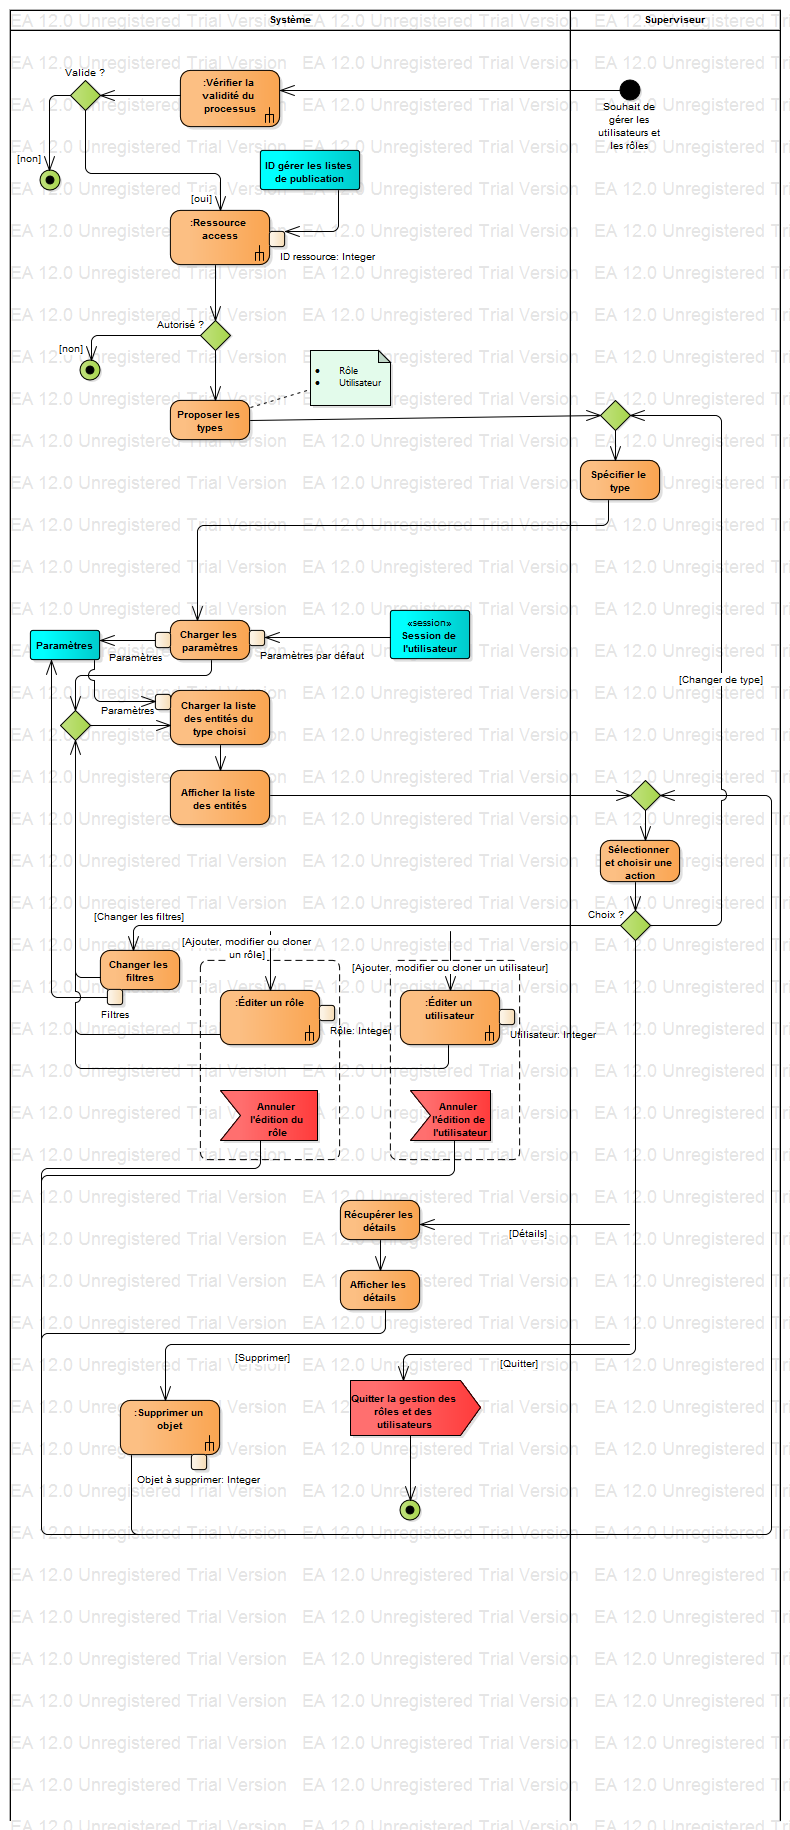 Système
Superviseur
Valide ?
:Vérifier la
validité du
processus
Souhait de
gérer les
utilisateurs et
les rôles
[non]
ID gérer les listes
de publication
[oui]
:Ressource
access
ID ressource: Integer
Autorisé ?
[non]
Rôle
Utilisateur
Proposer les
types
Spécifier le
type
«session»
Session de
l'utilisateur
Charger les
paramètres
Paramètres
Paramètres
Paramètres par défaut
[Changer de type]
Paramètres
Charger la liste
des entités du
type choisi
Afficher la liste
des entités
Sélectionner
et choisir une
action
Choix ?
[Changer les filtres]
[Ajouter, modifier ou cloner
un rôle]
[Ajouter, modifier ou cloner un utilisateur]
Changer les
filtres
Filtres
:Éditer un rôle
Rôle: Integer
:Éditer un
utilisateur
Utilisateur: Integer
Annuler
l'édition du
rôle
Annuler
l'édition de
l'utilisateur
Récupérer les
détails
[Détails]
Afficher les
détails
[Supprimer]
[Quitter]
:Supprimer un
objet
Objet à supprimer: Integer
Quitter la gestion des
rôles et des
utilisateurs
EA 12.0 Unregistered Trial Version